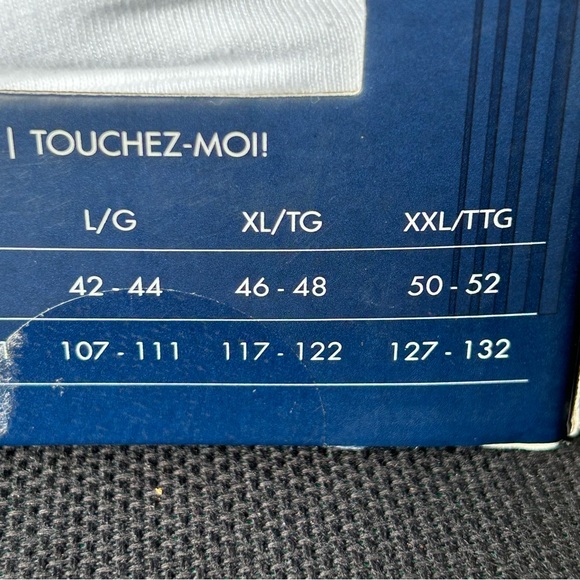 | TOUCHEZ-MOI!
L/G XL/TG XXL/TTG
42 - 44 46 - 48 50 - 52
107 - 111 117 - 122 127 - 132